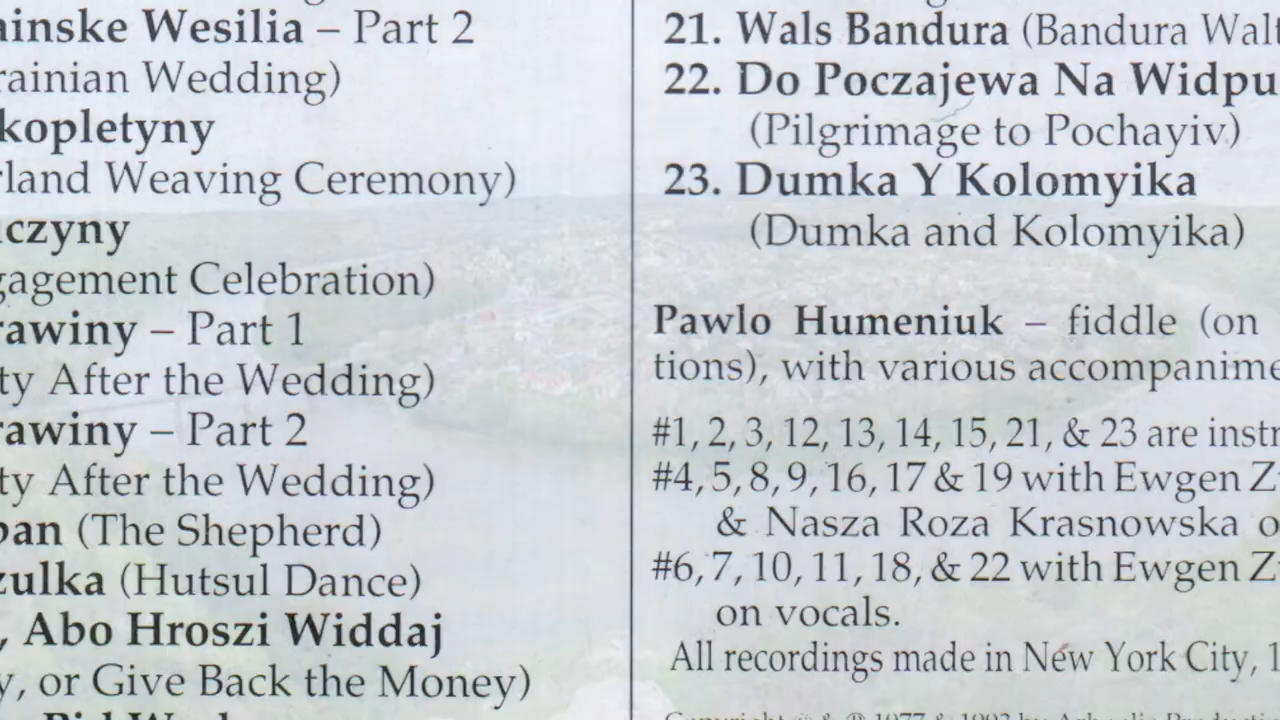 ainske Wesilia – Part 2
rainian Wedding)
kopletyny
rland Weaving Ceremony)
czyny
gagement Celebration)
rawiny – Part 1
ty After the Wedding)
rawiny – Part 2
ty After the Wedding)
ban (The Shepherd)
zulka (Hutsul Dance)
, Abo Hroszi Widdaj
y, or Give Back the Money)
21. Wals Bandura (Bandura Walt
22. Do Poczajewa Na Widpu
(Pilgrimage to Pochayiv)
23. Dumka Y Kolomyika
(Dumka and Kolomyika)
Pawlo Humeniuk – fiddle (on
tions), with various accompanime
#1, 2, 3, 12, 13, 14, 15, 21, & 23 are instr
#4, 5, 8, 9, 16, 17 & 19 with Ewgen Z
& Nasza Roza Krasnowska o
#6, 7, 10, 11, 18, & 22 with Ewgen Z
on vocals.
All recordings made in New York City, 1